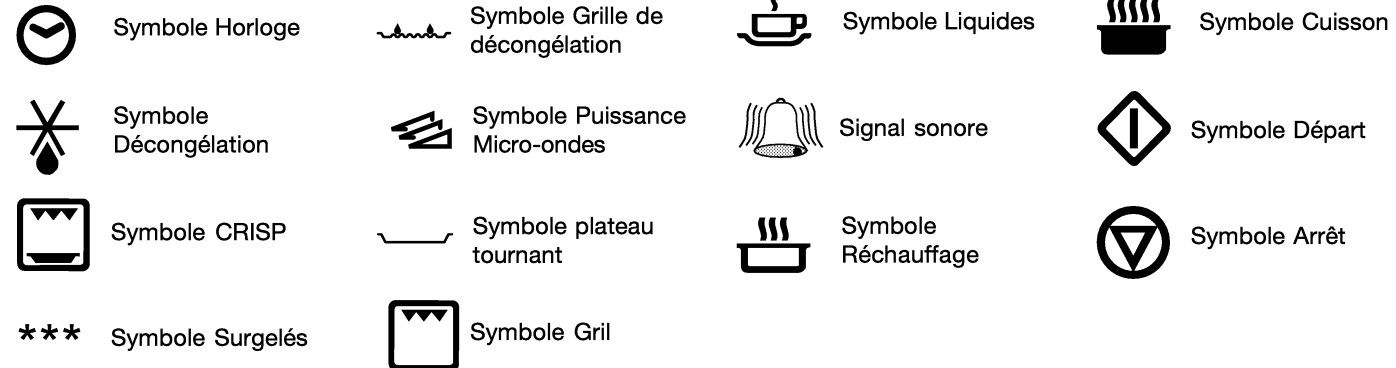 Symbole Horloge
Symbole Grille de
décongélation
Symbole Liquides
Symbole Cuisson
Symbole
Décongélation
Symbole Puissance
Micro-ondes
Signal sonore
Symbole Départ
Symbole CRISP
Symbole plateau
tournant
Symbole
Réchauffage
Symbole Arrêt
*** Symbole Surgelés
Symbole Gril